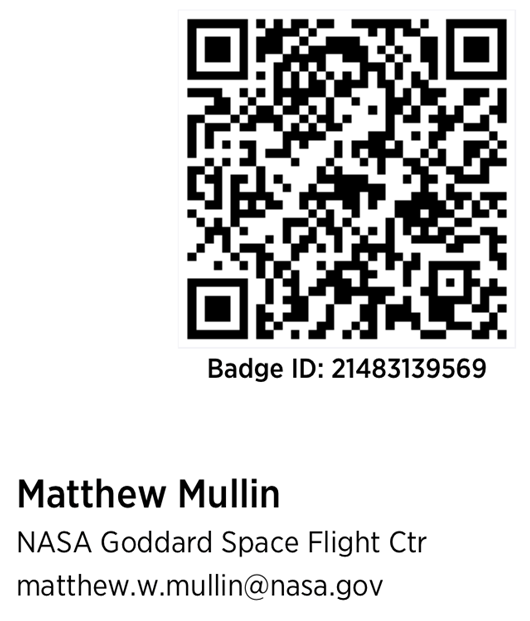 Badge ID: 21483139569
Matthew Mullin
NASA Goddard Space Flight Ctr
matthew.w.mullin@nasa.gov